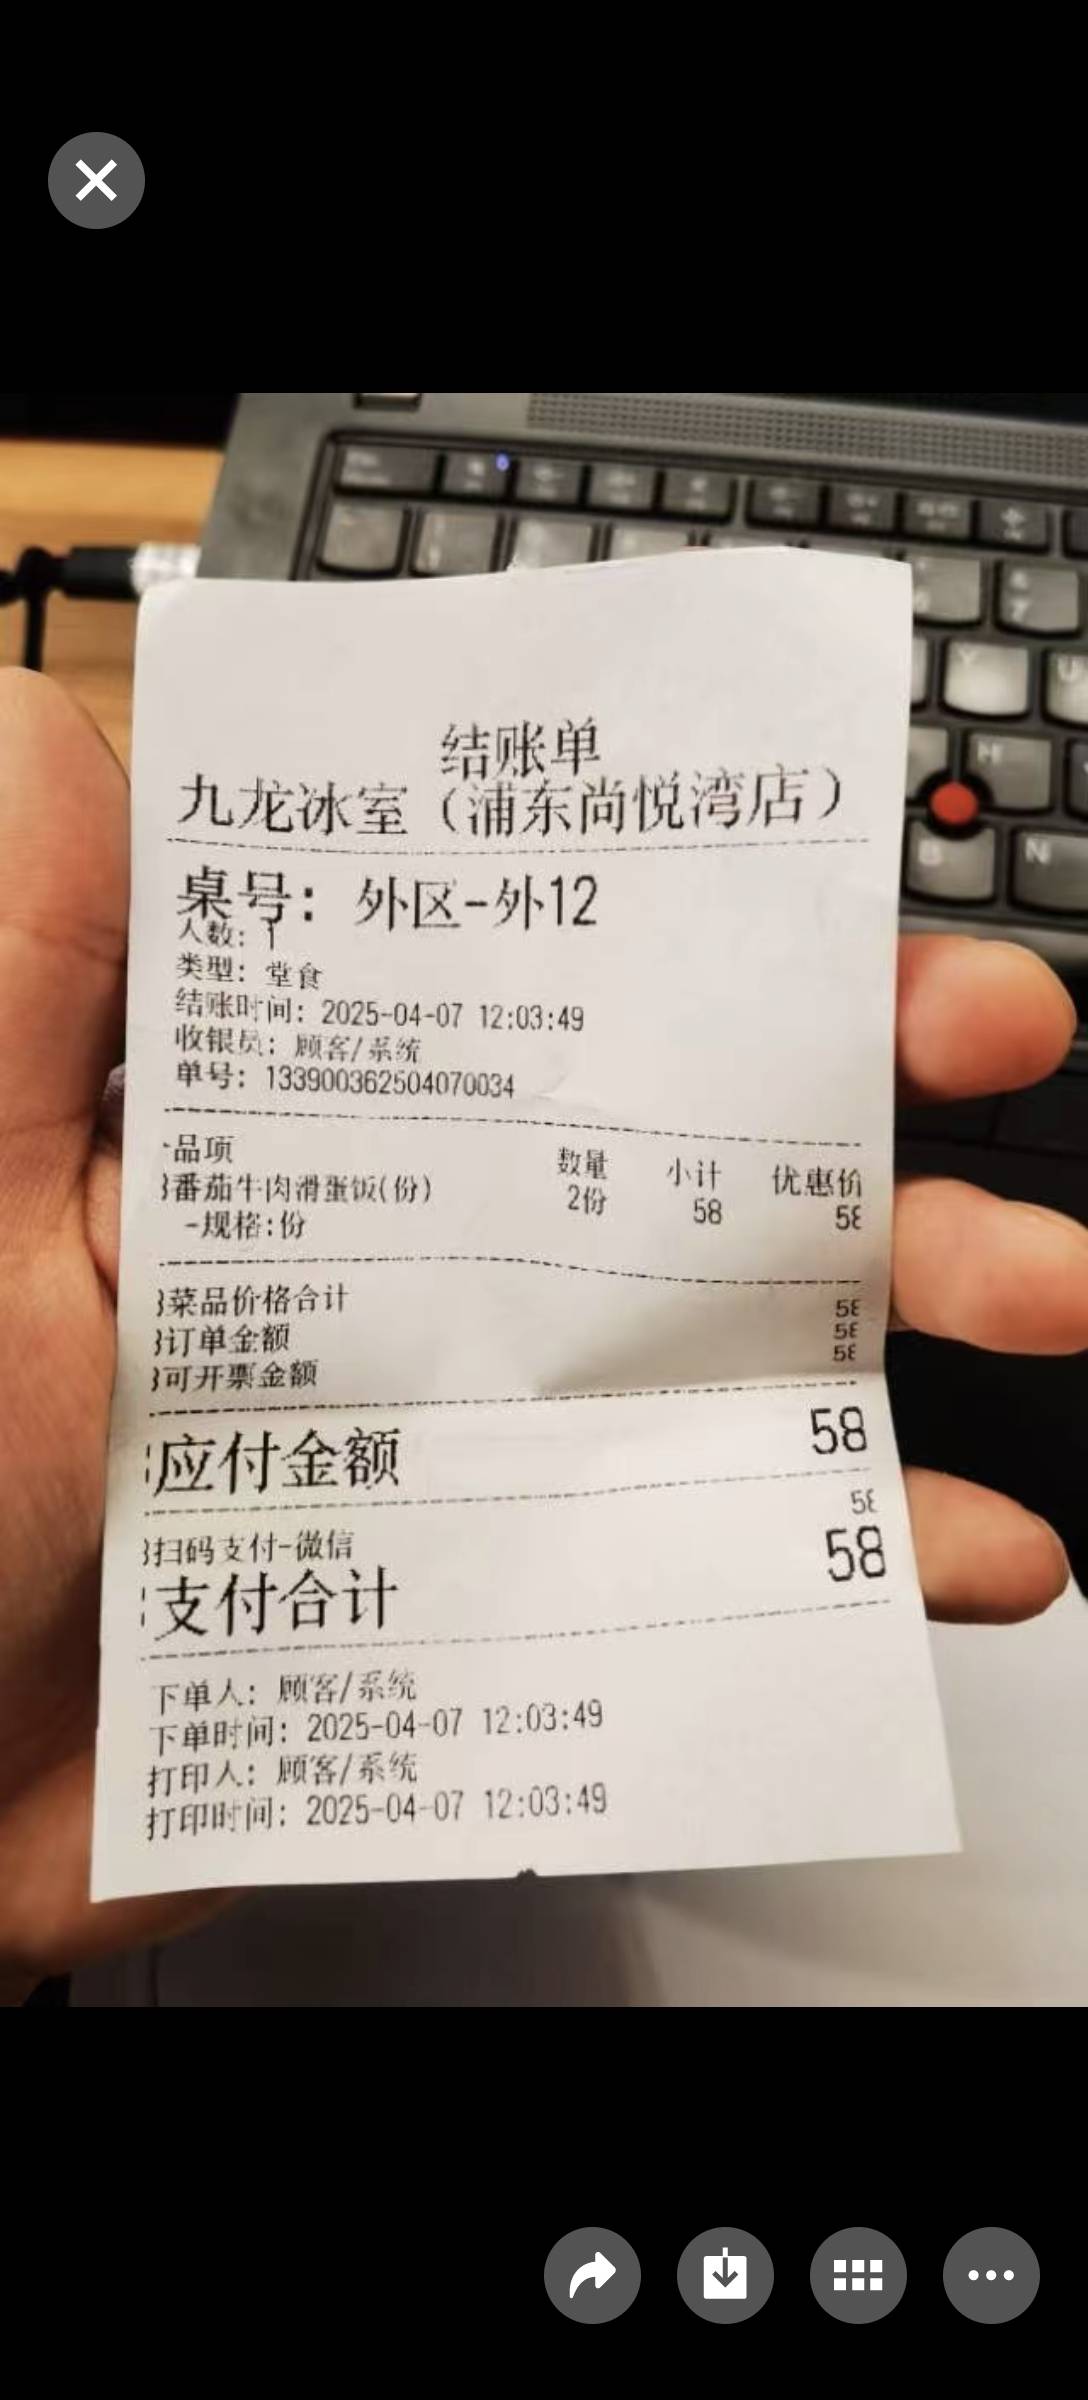 结账单
九龙冰室（浦东尚悦湾店）
桌号：外区-外12
人数：1
类型：堂食
结账时间：2025-04-07 12:03:49
收银员：顾客/系统
单号：133900362504070034
品项 数量 小计 优惠价
番茄牛肉滑蛋饭(份) 2份 58 58
-规格:份
菜品价格合计 58
订单金额 58
可开票金额 58
应付金额 58
扫码支付-微信 58
支付合计 58
下单人：顾客/系统
下单时间：2025-04-07 12:03:49
打印人：顾客/系统
打印时间：2025-04-07 12:03:49